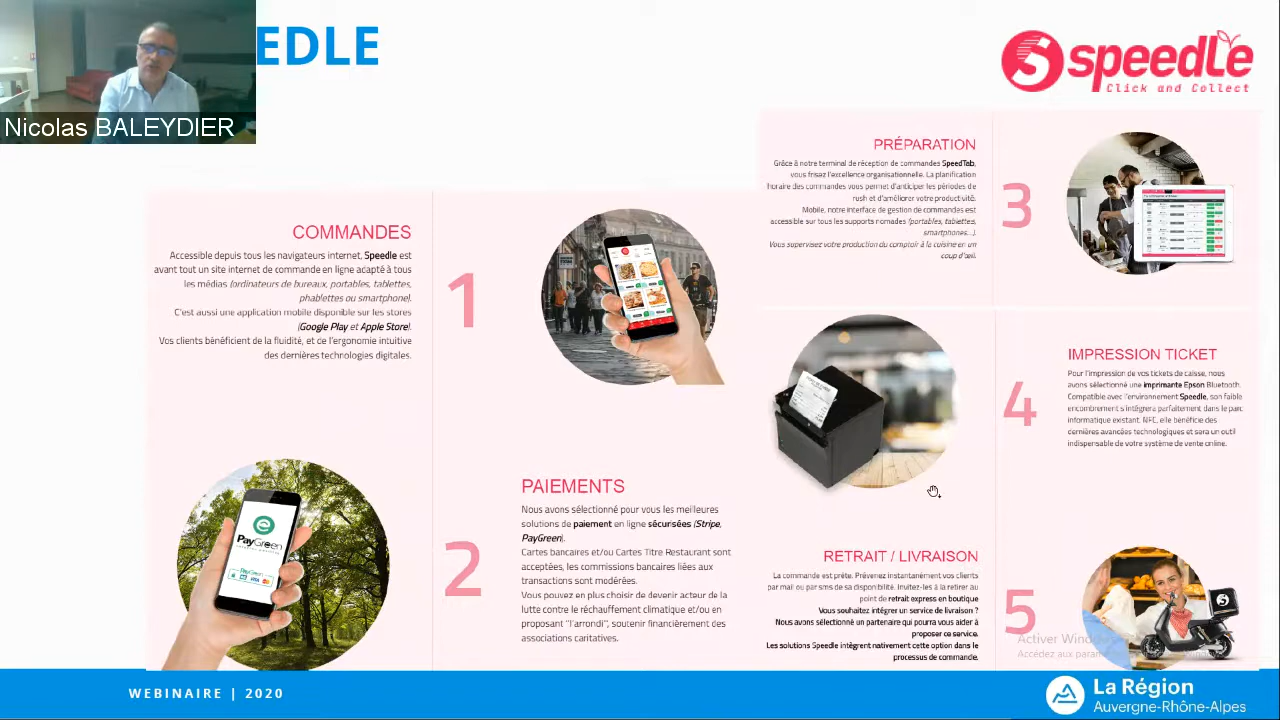 EDLE
Nicolas BALEYDIER
speedle
Click and Collect
COMMANDES
Accessible depuis tous les navigateurs internet, Speedle est
avant tout un site internet de commande en ligne adapté à tous
les médias (ordinateurs de bureaux, portables, tablettes,
phablettes ou smartphone).
C'est aussi une application mobile disponible sur les stores
(Google Play et Apple Store).
Vos clients bénéficient de la fluidité, et de l'ergonomie intuitive
des dernières technologies digitales.
1
PayGreen
PayGreen
2
PAIEMENTS
Nous avons sélectionné pour vous les meilleures
solutions de paiement en ligne sécurisées (Stripe,
PayGreen).
Cartes bancaires et/ou Cartes Titre Restaurant sont
acceptées, les commissions bancaires liées aux
transactions sont modérées.
Vous pouvez en plus choisir de devenir acteur de la
lutte contre le réchauffement climatique et/ou en
proposant "l'arrondi", soutenir financièrement des
associations caritatives.
PRÉPARATION
Grâce à notre terminal de réception de commandes SpeedTab,
vous frisez l'excellence organisationnelle. La planification
horaire des commandes vous permet d'anticiper les périodes de
rush et d'améliorer votre productivité.
Mobile, notre interface de gestion de commandes est
accessible sur tous les supports nomades (portables, tablettes,
smartphones...).
Vous supervisez votre production du comptoir à la cuisine en un
coup d'œil.
3
4
IMPRESSION TICKET
Pour l'impression de vos tickets de caisse, nous
avons sélectionné une imprimante Epson Bluetooth.
Compatible avec l'environnement Speedle, son faible
encombrement s'intégrera parfaitement dans le parc
informatique existant. NFC, elle bénéficie des
dernières avancées technologiques et sera un outil
indispensable de votre système de vente online.
RETRAIT / LIVRAISON
La commande est prête. Prévenez instantanément vos clients
par mail ou par sms de sa disponibilité. Invitez-les à la retirer au
point de retrait express en boutique
Vous souhaitez intégrer un service de livraison ?
Nous avons sélectionné un partenaire qui pourra vous aider à
proposer ce service.
Les solutions Speedle intègrent nativement cette option dans le
processus de commande.
5
Activer Windows
Accédez aux
WEBINAIRE | 2020
La Région
Auvergne-Rhône-Alpes